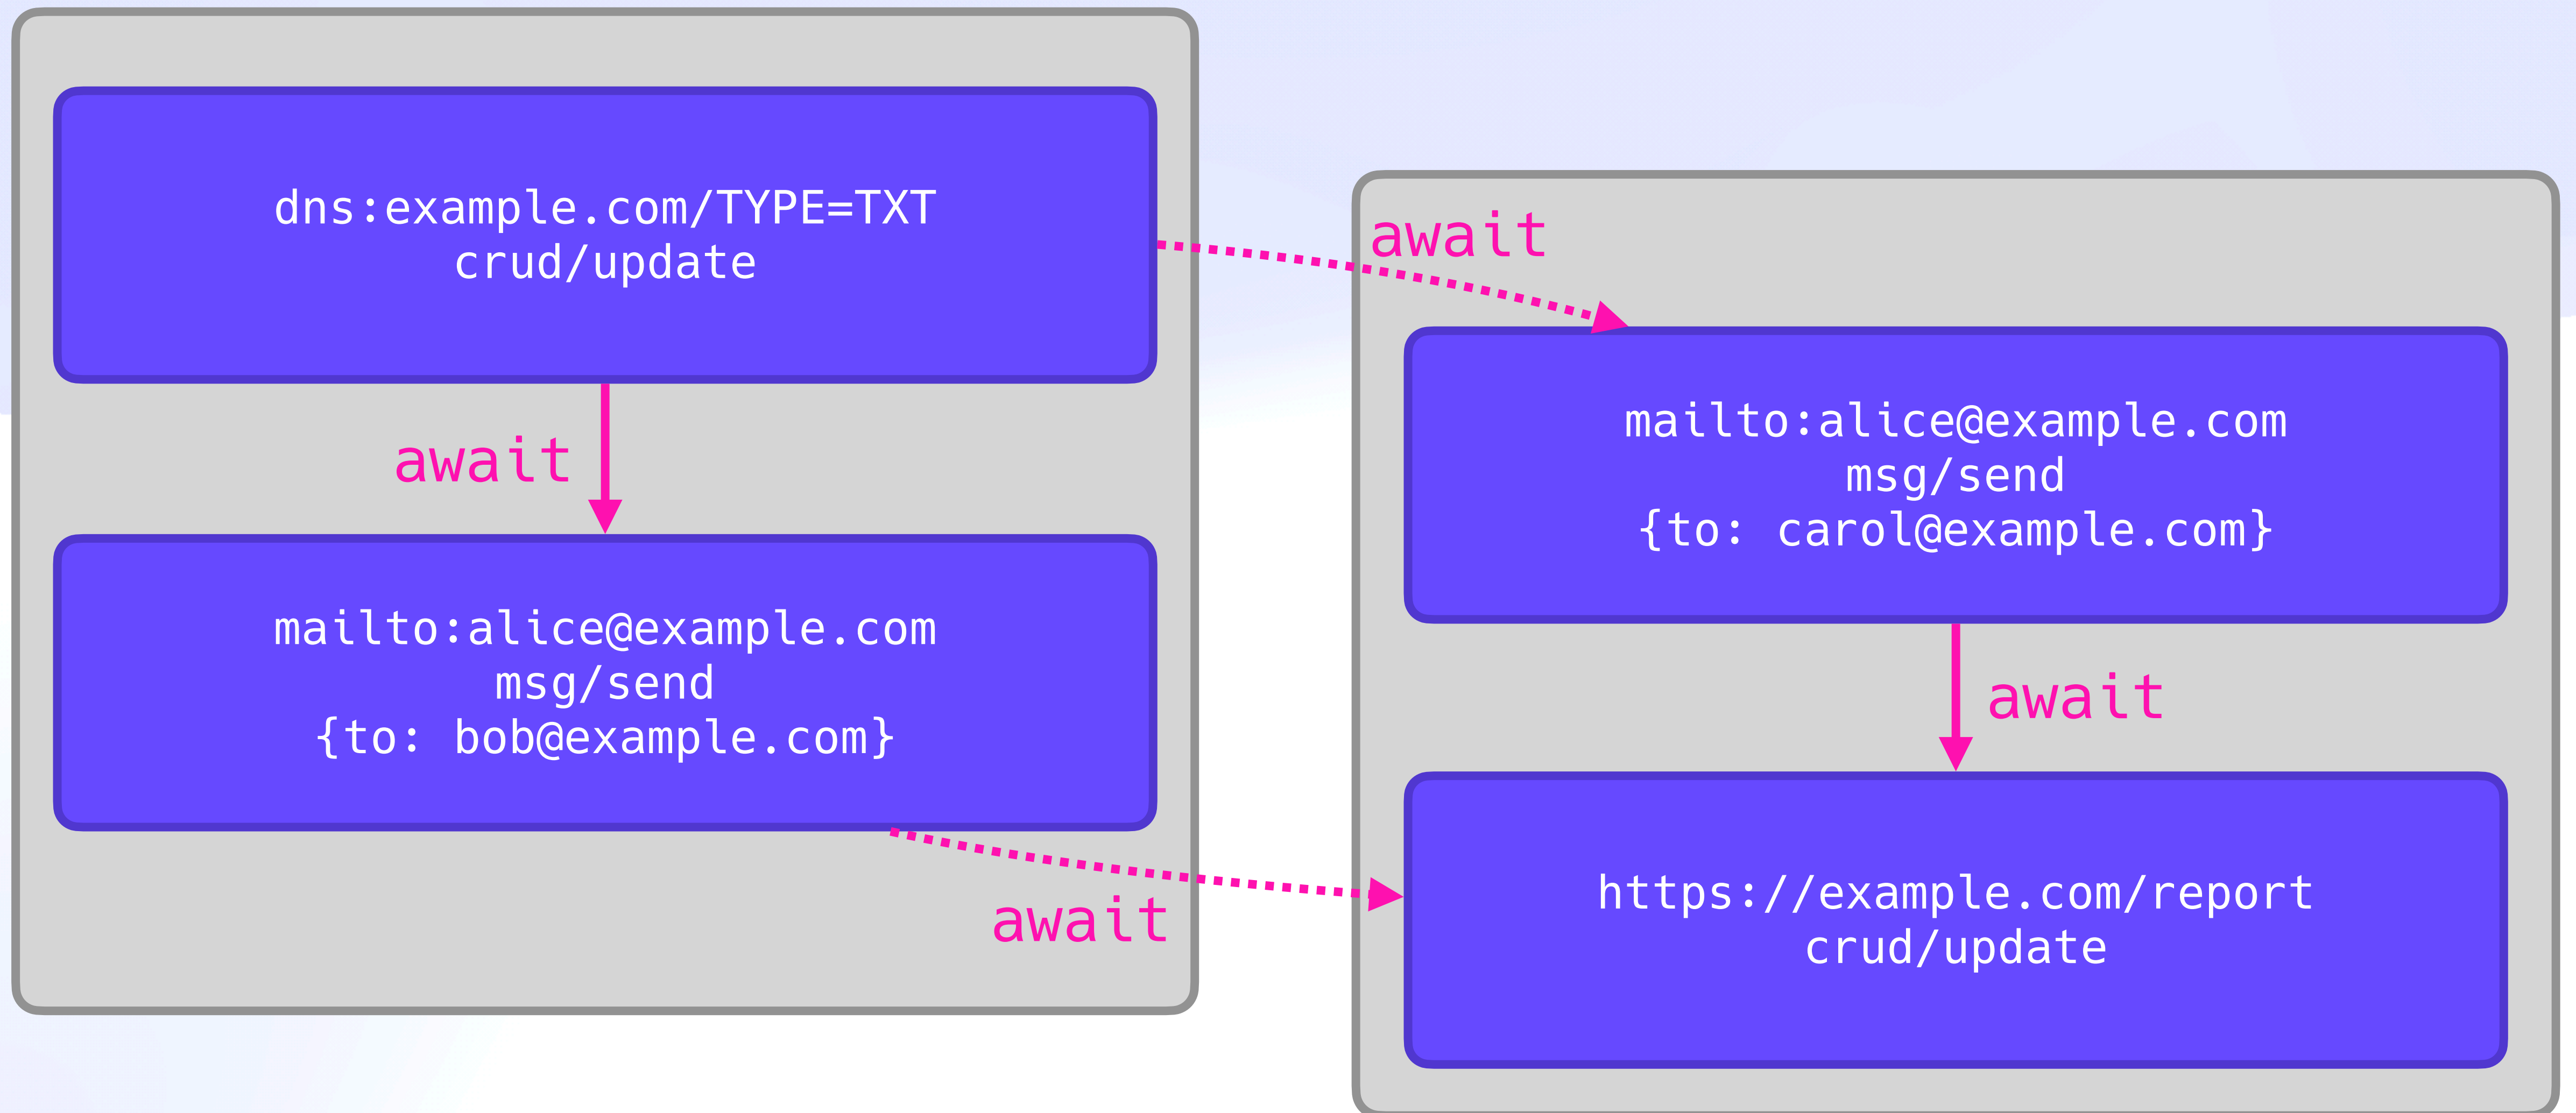 dns:example.com/TYPE=TXT
crud/update
await
mailto:alice@example.com
msg/send
{to: bob@example.com}
await
await
mailto:alice@example.com
msg/send
{to: carol@example.com}
await
https://example.com/report
crud/update